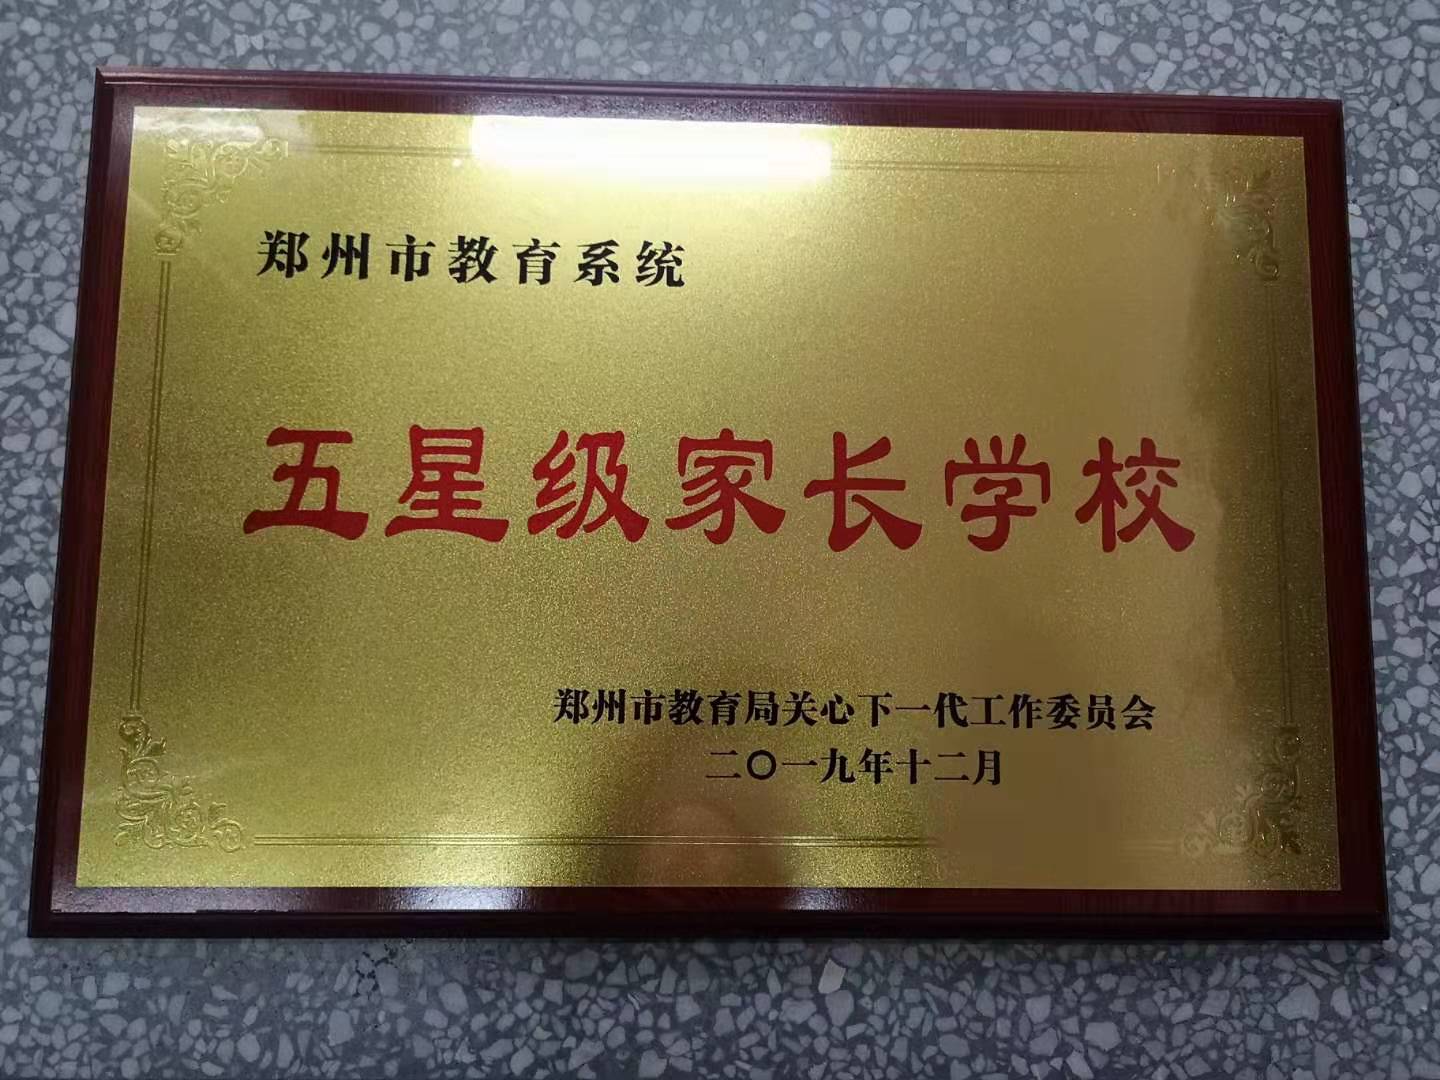 郑州市教育系统
五星级家长学校
郑州市教育局关心下一代工作委员会
二〇一九年十二月